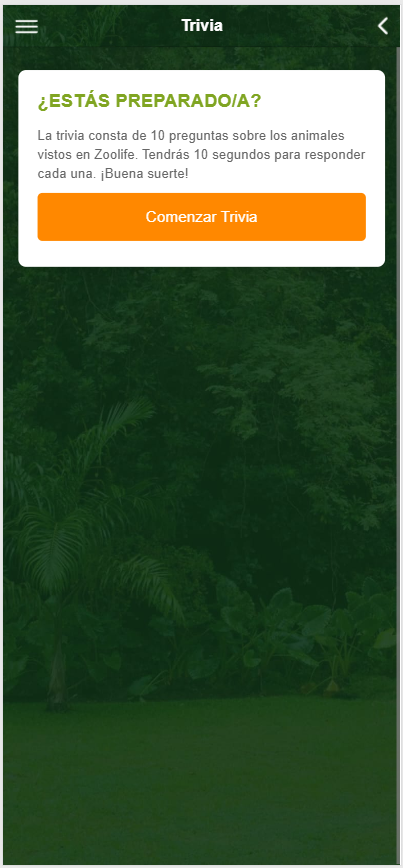 Trivia
¿ESTÁS PREPARADO/A?
La trivia consta de 10 preguntas sobre los animales
vistos en Zoolife. Tendrás 10 segundos para responder
cada una. ¡Buena suerte!
Comenzar Trivia